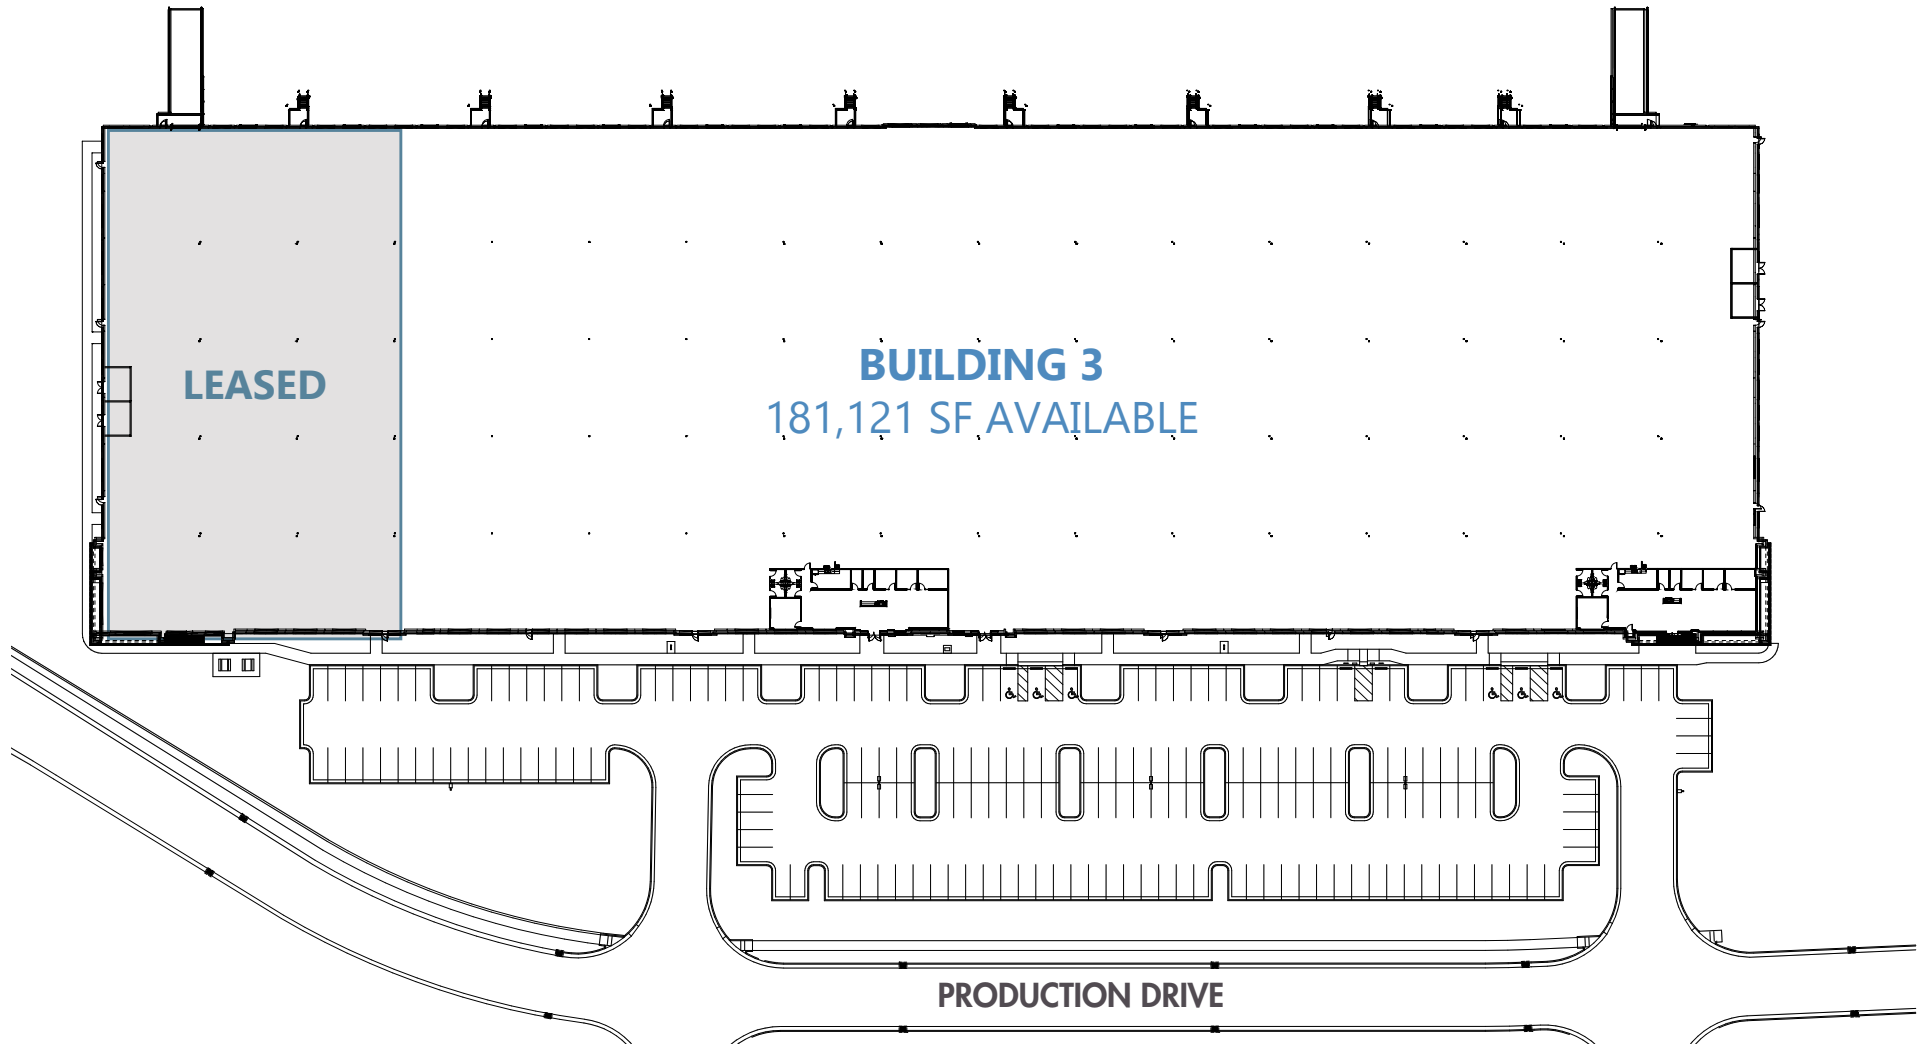 LEASED
BUILDING 3
181,121 SF AVAILABLE
PRODUCTION DRIVE